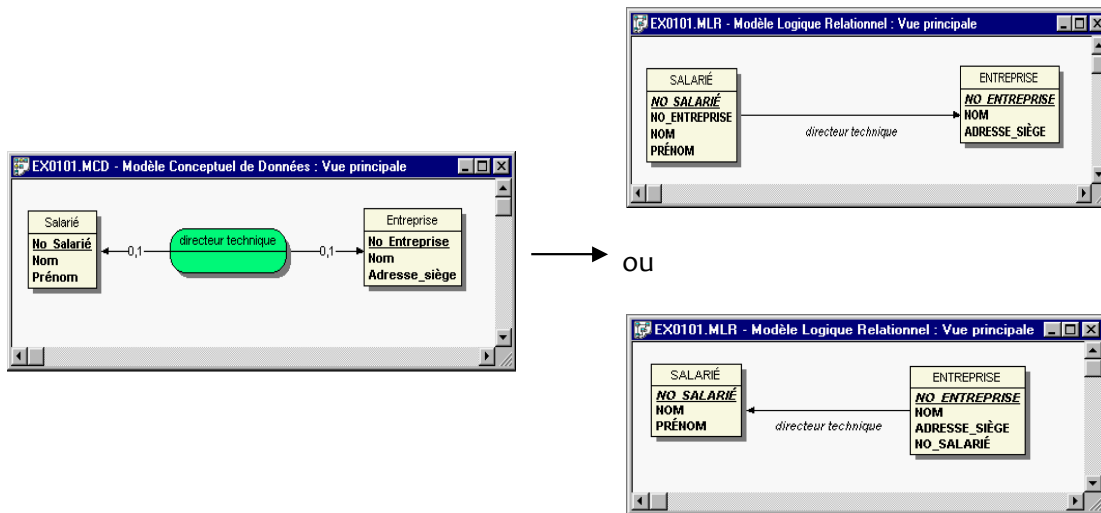 EX0101.MCD - Modèle Conceptuel de Données : Vue principale
Salarié
No_Salarié
Nom
Prénom
0,1
directeur technique
0,1
Entreprise
No_Entreprise
Nom
Adresse_siège
ou
EX0101.MLR - Modèle Logique Relationnel : Vue principale
SALARIÉ
NO_SALARIÉ
NO_ENTREPRISE
NOM
PRÉNOM
directeur technique
ENTREPRISE
NO_ENTREPRISE
NOM
ADRESSE_SIÈGE
EX0101.MLR - Modèle Logique Relationnel : Vue principale
SALARIÉ
NO_SALARIÉ
NOM
PRÉNOM
directeur technique
ENTREPRISE
NO_ENTREPRISE
NOM
ADRESSE_SIÈGE
NO_SALARIÉ